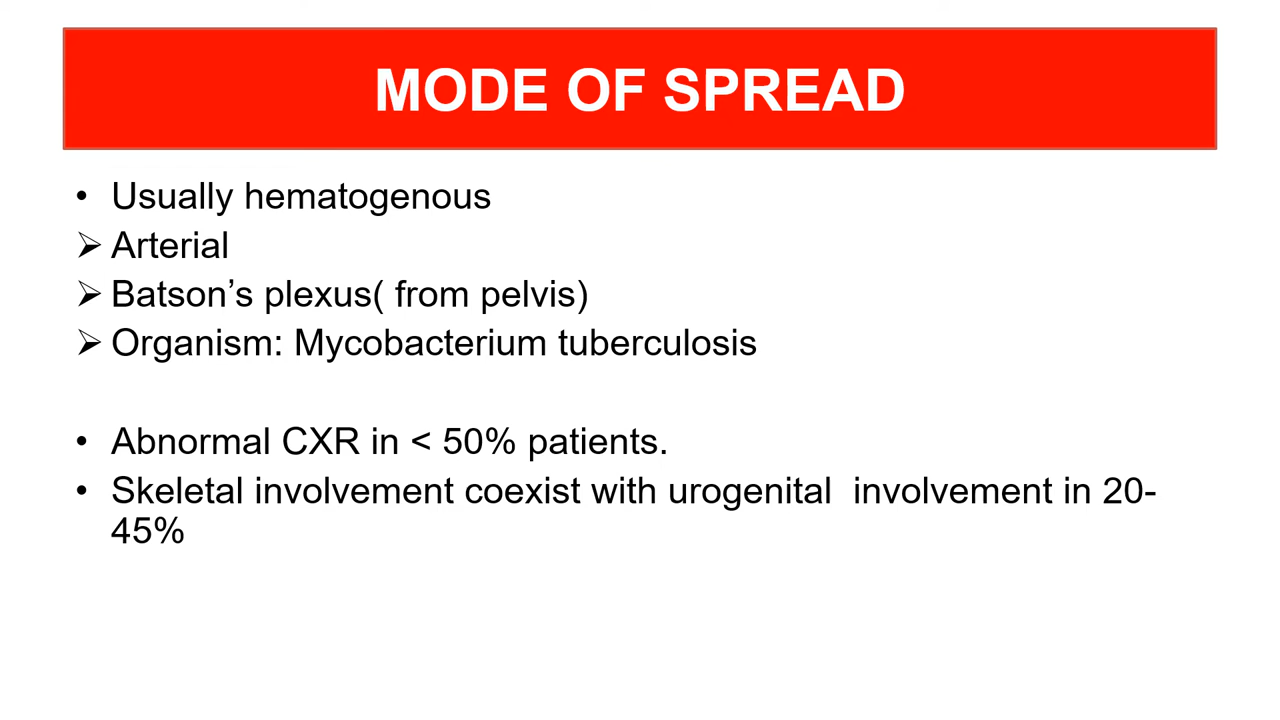 MODE OF SPREAD
• Usually hematogenous
➢ Arterial
➢ Batson’s plexus( from pelvis)
➢ Organism: Mycobacterium tuberculosis
• Abnormal CXR in < 50% patients.
• Skeletal involvement coexist with urogenital  involvement in 20-
45%